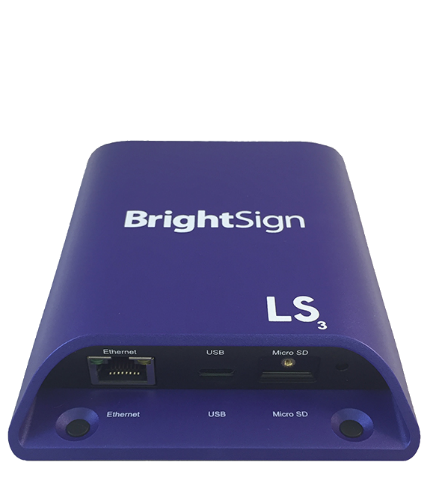 BrightSign
LS3
Ethernet USB Micro SD
Ethernet USB Micro SD